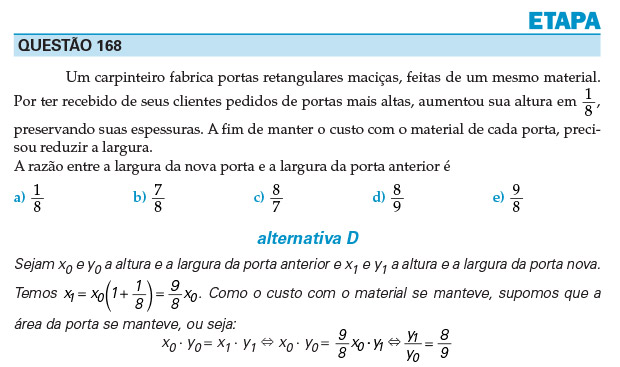 ETAPA
QUESTÃO 168
Um carpinteiro fabrica portas retangulares maciças, feitas de um mesmo material.
Por ter recebido de seus clientes pedidos de portas mais altas, aumentou sua altura em 1/8,
preservando suas espessuras. A fim de manter o custo com o material de cada porta, preci-
sou reduzir a largura.
A razão entre a largura da nova porta e a largura da porta anterior é
a) 1/8 b) 7/8 c) 8/7 d) 8/9 e) 9/8
alternativa D
Sejam x₀ e y₀ a altura e a largura da porta anterior e x₁ e y₁ a altura e a largura da porta nova.
Temos x₁ = x₀(1 + 1/8) = 9/8 x₀. Como o custo com o material se manteve, supomos que a
área da porta se manteve, ou seja:
x₀ · y₀ = x₁ · y₁ ⇔ x₀ · y₀ = 9/8 x₀ · y₁ ⇔ y₁/y₀ = 8/9